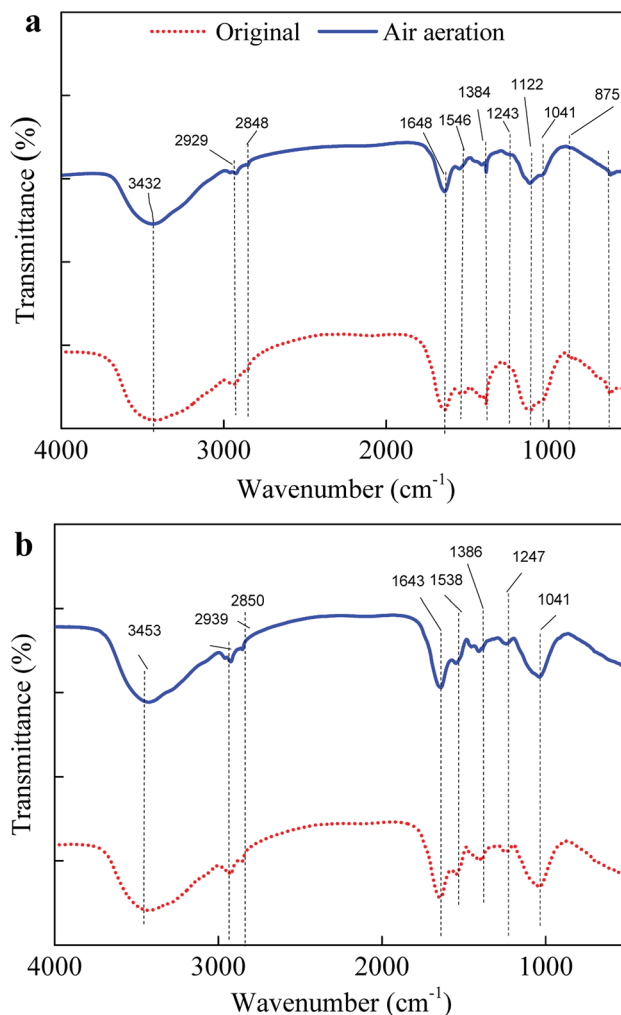 a
Original Air aeration
3432
2929
2848
1648
1546
1384
1243
1122
1041
875
Transmittance (%)
4000 3000 2000 1000
Wavenumber (cm-1)
b
3453
2939
2850
1643
1538
1386
1247
1041
Transmittance (%)
4000 3000 2000 1000
Wavenumber (cm-1)